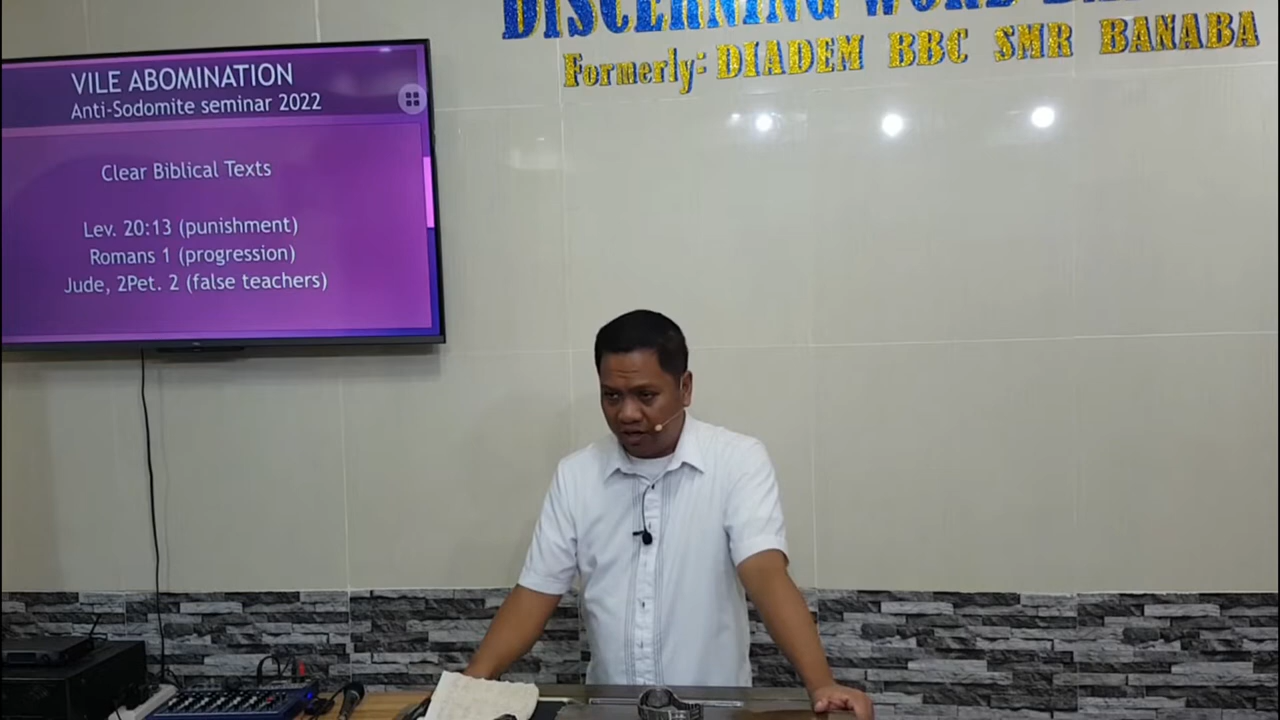 VILE ABOMINATION
Anti-Sodomite seminar 2022
Clear Biblical Texts
Lev. 20:13 (punishment)
Romans 1 (progression)
Jude, 2Pet. 2 (false teachers)
DISCERNING WORD
Formerly: DIADEM BBC SMR BANABA